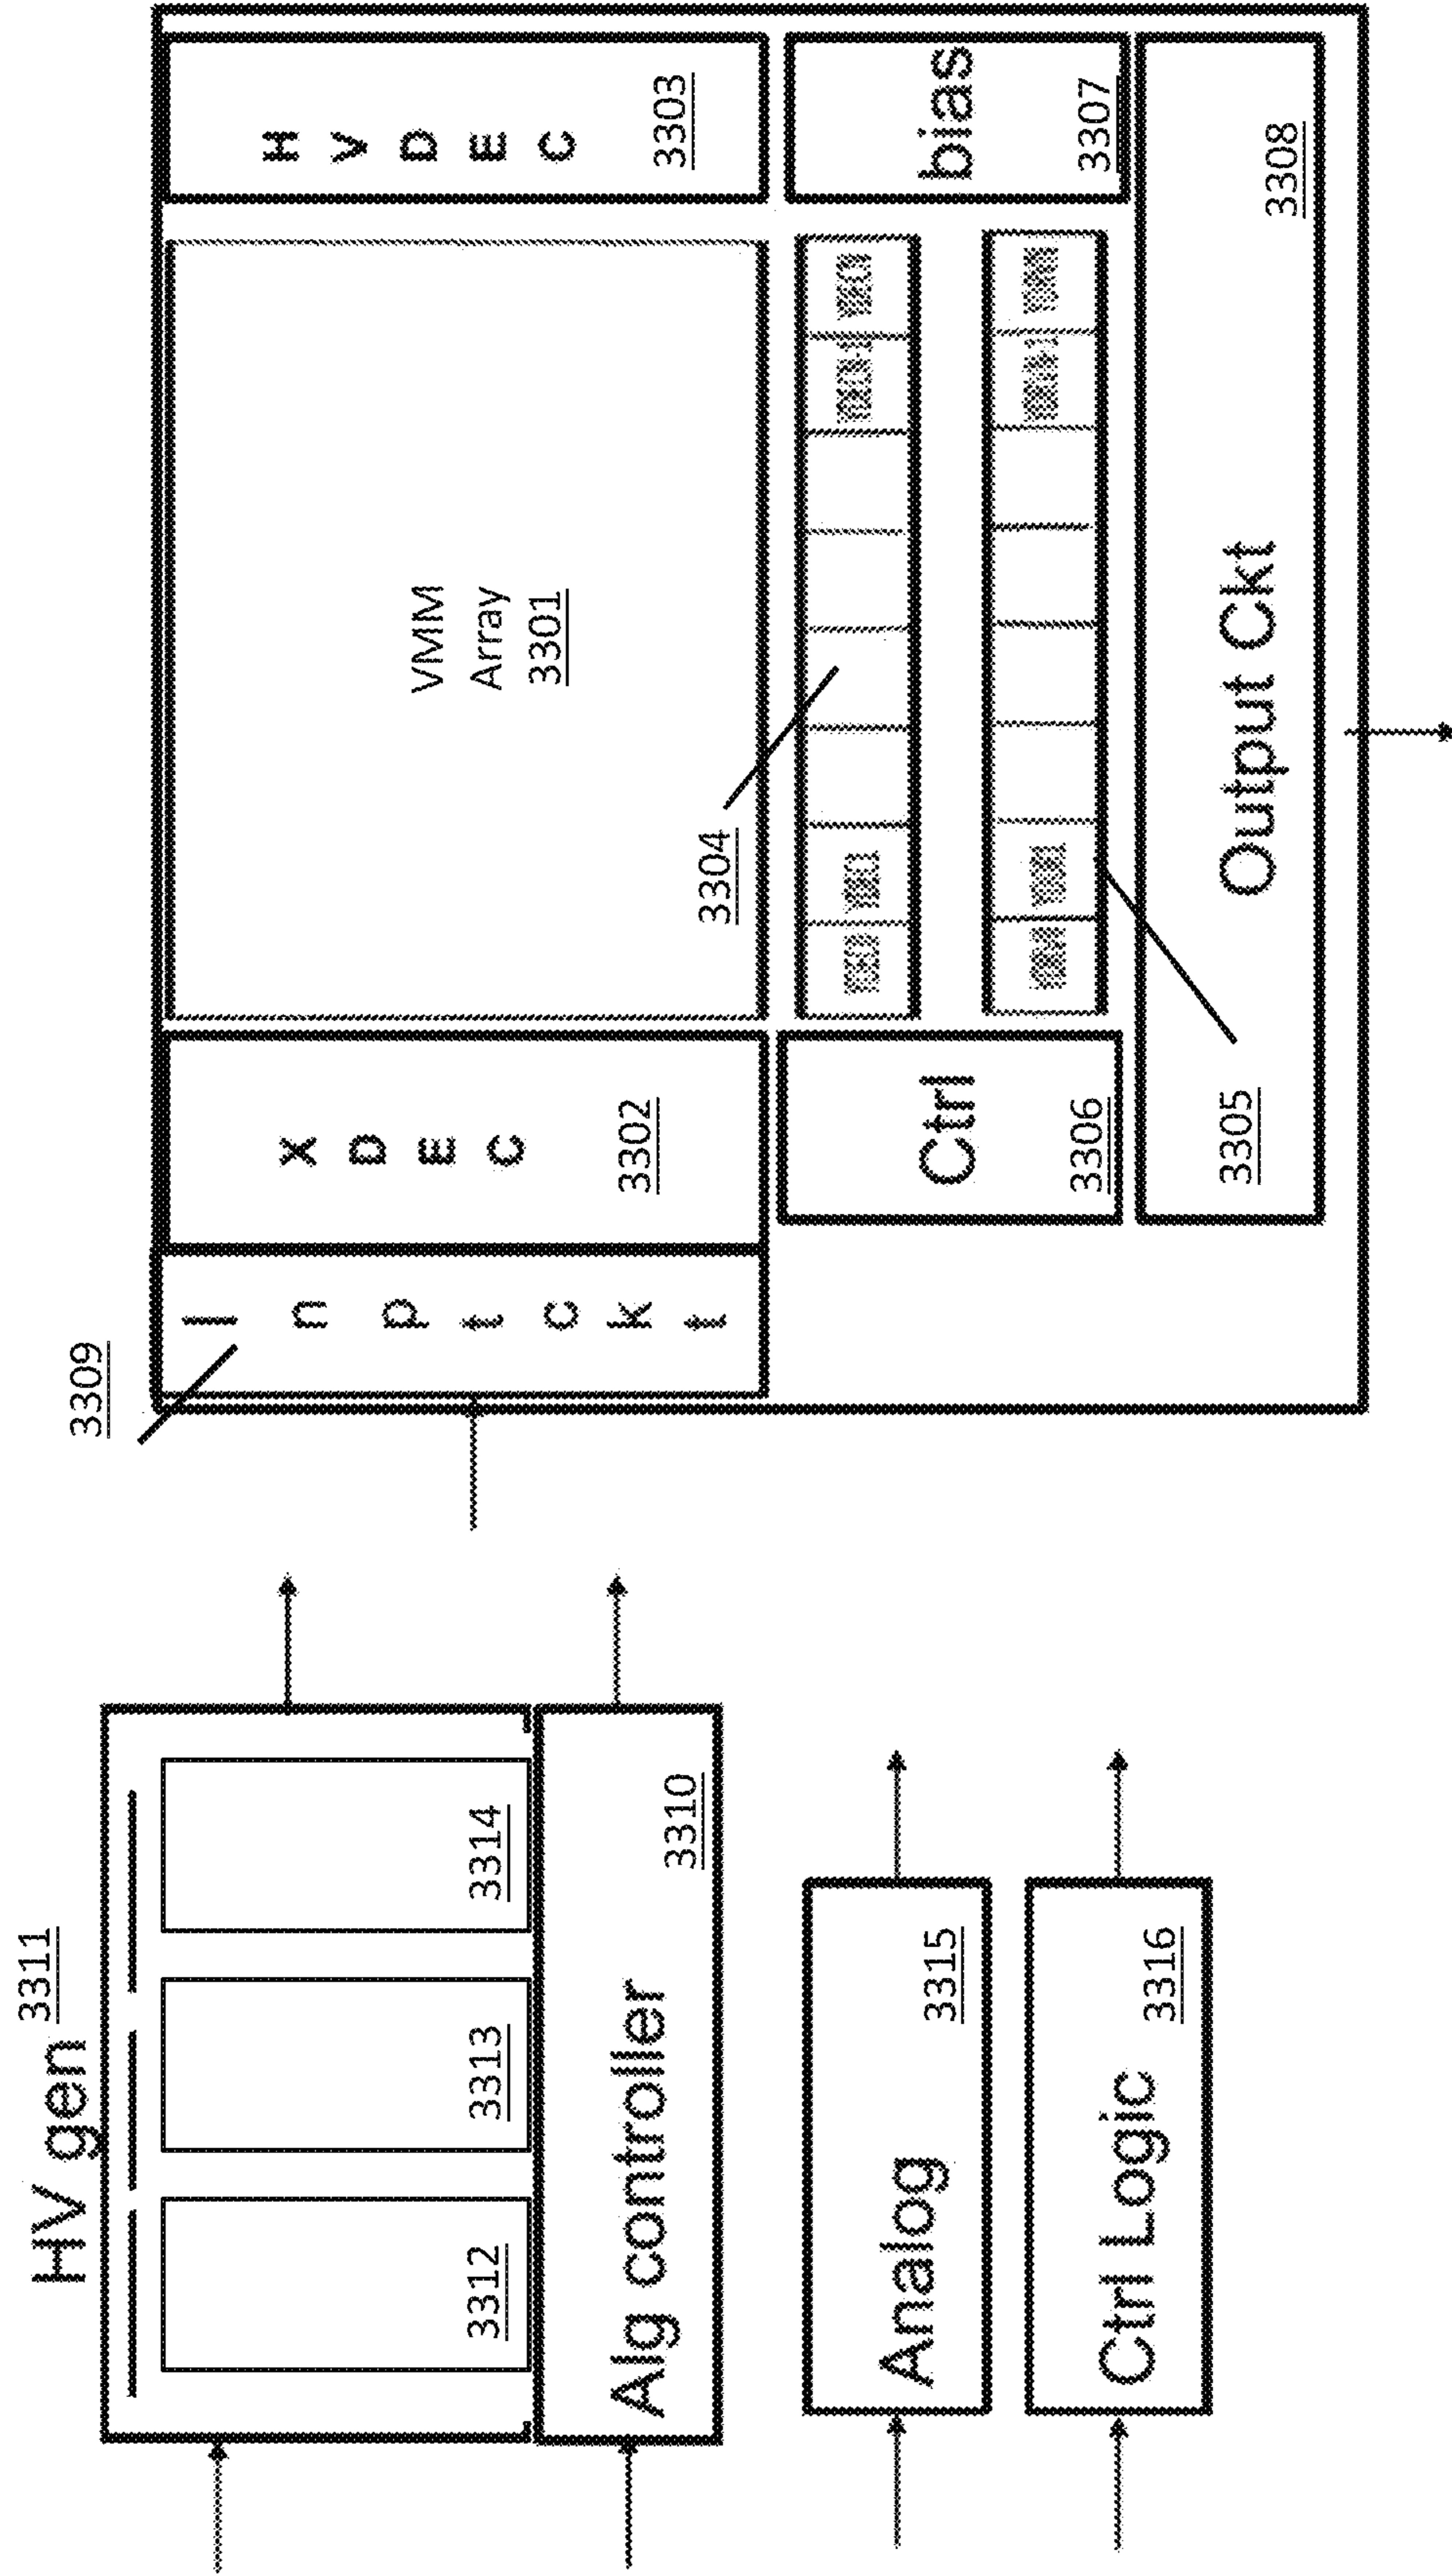 HV gen 3311
3312
3313
3314
Alg controller
3310
Analog
3315
Ctrl Logic
3316
3309
I
n
p
t
c
k
t
X
D
E
C
3302
VMM
Array
3301
H
V
D
E
C
3303
3304
Ctrl
3306
bias
3307
3305
Output Ckt
3308